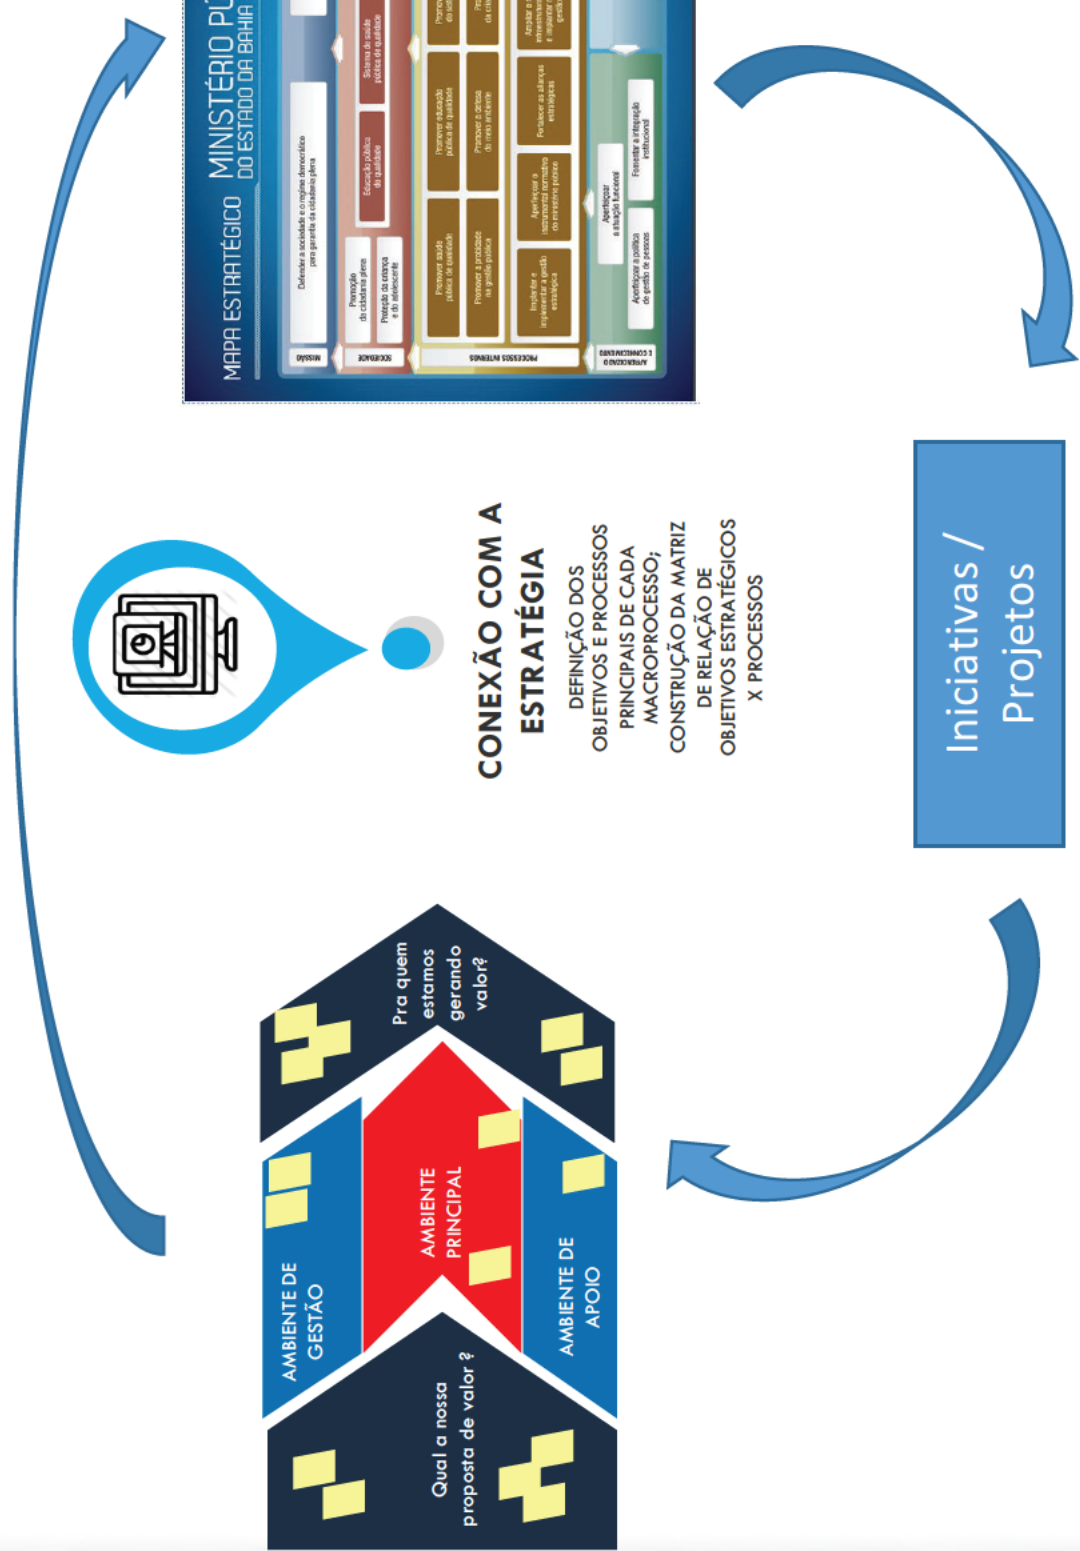 Qual a nossa
proposta de valor ?
AMBIENTE DE
GESTÃO
AMBIENTE
PRINCIPAL
AMBIENTE DE
APOIO
Pra quem
estamos
gerando
valor?
CONEXÃO COM A
ESTRATÉGIA
DEFINIÇÃO DOS
OBJETIVOS E PROCESSOS
PRINCIPAIS DE CADA
MACROPROCESSO;
CONSTRUÇÃO DA MATRIZ
DE RELAÇÃO DE
OBJETIVOS ESTRATÉGICOS
X PROCESSOS
Iniciativas /
Projetos
MAPA ESTRATÉGICO
MINISTÉRIO PÚ
DO ESTADO DA BAHIA
MISSÃO
Defender a sociedade e o regime democrático
para garantia da cidadania plena
SOCIEDADE
Promoção
da cidadania plena
Proteção da criança
e do adolescente
Educação pública
de qualidade
Sistema de saúde
pública de qualidade
PROCESSOS INTERNOS
Promover saúde
pública de qualidade
Promover educação
pública de qualidade
Promover a probidade
na gestão pública
Promover a defesa
do meio ambiente
Implantar e
implementar a gestão
estratégica
Aperfeiçoar o
instrumental normativo
do ministério público
Fortalecer as alianças
estratégicas
Ampliar a
e implantar
APRENDIZADO
E CONHECIMENTO
Aperfeiçoar
a atuação funcional
Aperfeiçoar a política
de gestão de pessoas
Fomentar a integração
institucional